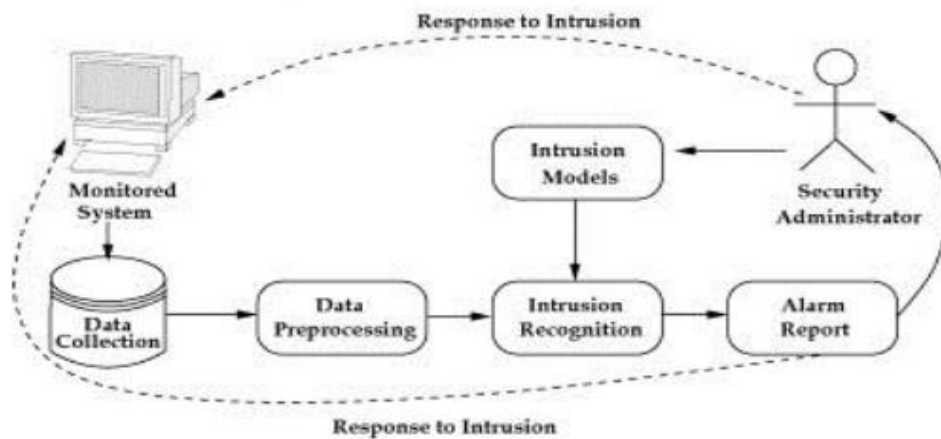 Response to Intrusion
Intrusion
Models
Monitored
System
Security
Administrator
Data
Collection
Data
Preprocessing
Intrusion
Recognition
Alarm
Report
Response to Intrusion